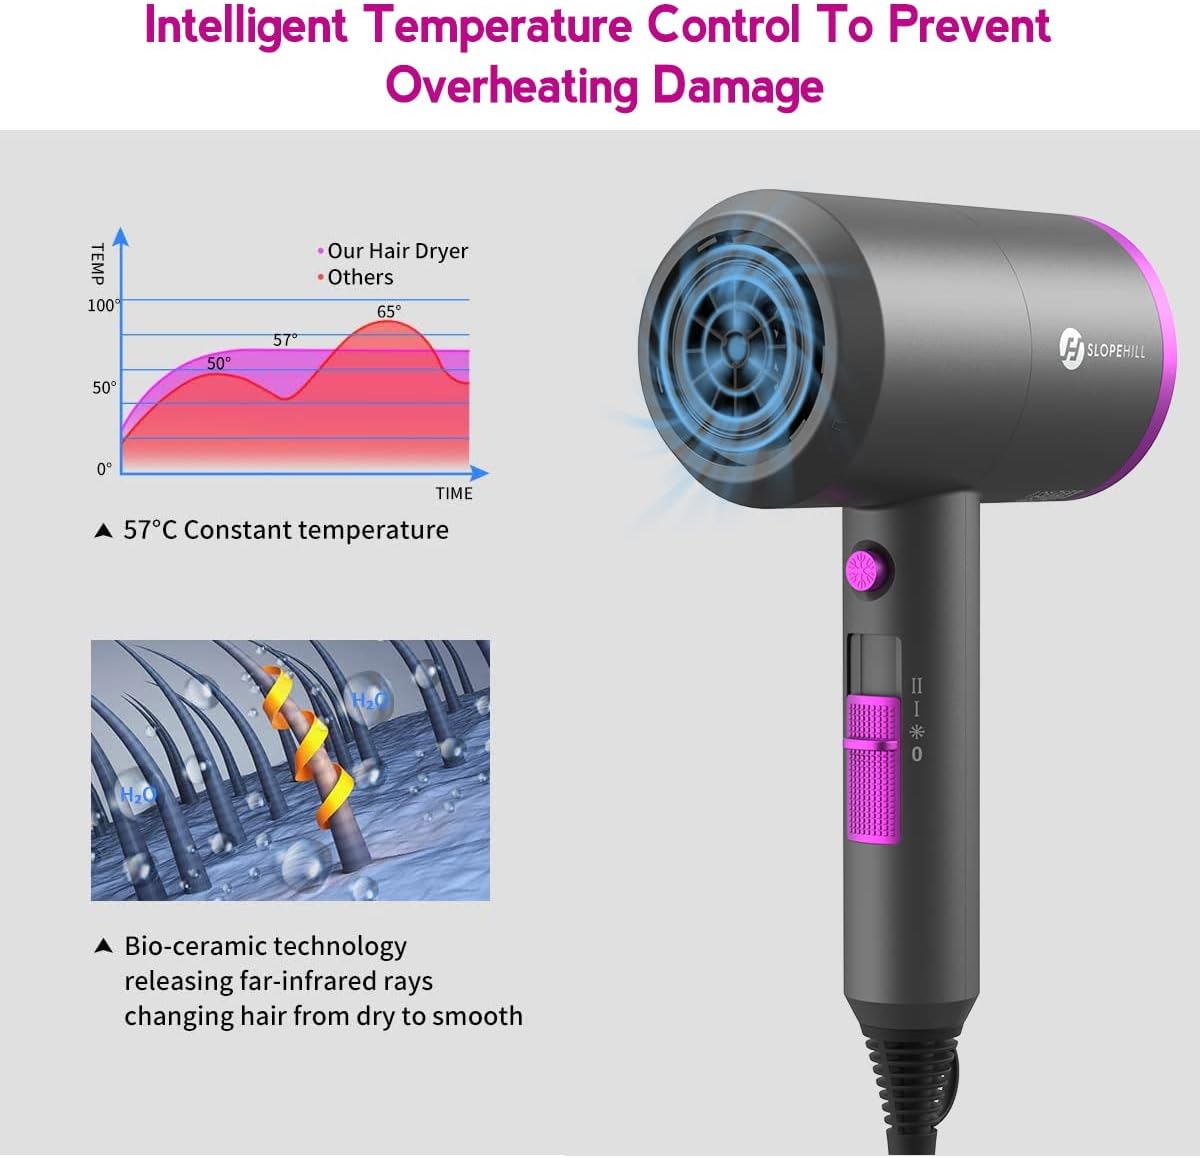 Intelligent Temperature Control To Prevent
Overheating Damage
TEMP
Our Hair Dryer
Others
100°
65°
57°
50°
50°
0°
TIME
57°C Constant temperature
H₂O
H₂O
Bio-ceramic technology
releasing far-infrared rays
changing hair from dry to smooth
H SLOPEHILL
II
I
0